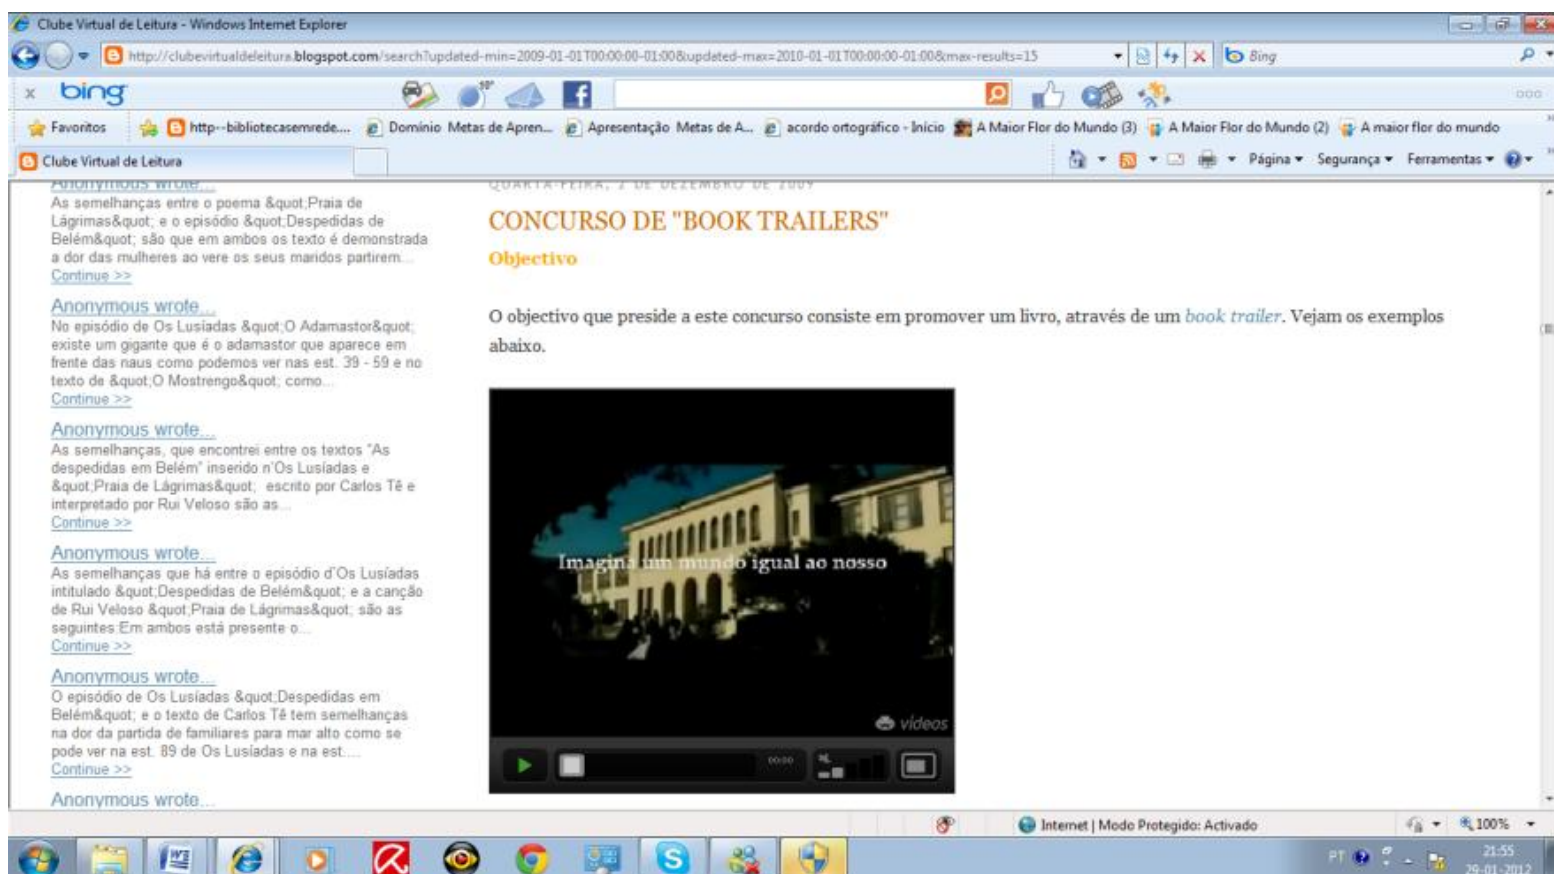 Clube Virtual de Leitura - Windows Internet Explorer
http://clubevirtualdeleitura.blogspot.com/search?updated-min=2009-01-01T00:00:00-01:00&updated-max=2010-01-01T00:00:00-01:00&max-results=15
Bing
x bing
10°
Favoritos
http--bibliotecasemrede....
Domínio Metas de Apren...
Apresentação Metas de A...
acordo ortográfico - Início
A Maior Flor do Mundo (3)
A Maior Flor do Mundo (2)
A maior flor do mundo
Clube Virtual de Leitura
Página
Segurança
Ferramentas
Anonymous wrote...
As semelhanças entre o poema &quot;Praia de
Lágrimas&quot; e o episódio &quot;Despedidas de
Belém&quot; são que em ambos os texto é demonstrada
a dor das mulheres ao vere os seus maridos partirem...
Continue >>
Anonymous wrote...
No episódio de Os Lusíadas &quot;O Adamastor&quot;
existe um gigante que é o adamastor que aparece em
frente das naus como podemos ver nas est. 39 - 59 e no
texto de &quot;O Mostrengo&quot; como...
Continue >>
Anonymous wrote...
As semelhanças, que encontrei entre os textos "As
despedidas em Belém" inserido n'Os Lusíadas e
&quot;Praia de Lágrimas&quot; escrito por Carlos Tê e
interpretado por Rui Veloso são as...
Continue >>
Anonymous wrote...
As semelhanças que há entre o episódio d'Os Lusíadas
intitulado &quot;Despedidas de Belém&quot; e a canção
de Rui Veloso &quot;Praia de Lágrimas&quot; são as
seguintes:Em ambos está presente o...
Continue >>
Anonymous wrote...
O episódio de Os Lusíadas &quot;Despedidas em
Belém&quot; e o texto de Carlos Tê tem semelhanças
na dor da partida de familiares para mar alto como se
pode ver na est. 89 de Os Lusíadas e na est....
Continue >>
Anonymous wrote...
QUARTA-FEIRA, 2 DE DEZEMBRO DE 2009
CONCURSO DE "BOOK TRAILERS"
Objectivo
O objectivo que preside a este concurso consiste em promover um livro, através de um book trailer. Vejam os exemplos
abaixo.
Imagina um mundo igual ao nosso
vídeos
00:00
Internet | Modo Protegido: Activado
100%
PT
21:55
29-01-2012